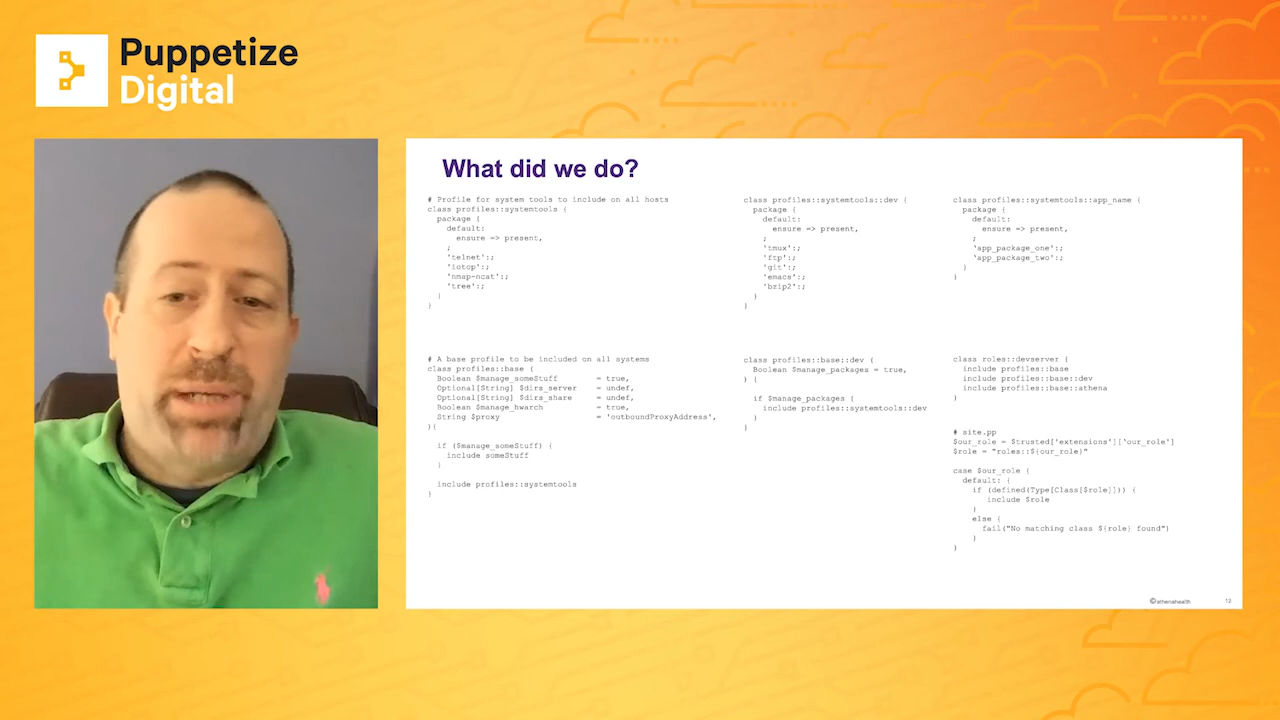 Puppetize
Digital
What did we do?
# Profile for system tools to include on all hosts
class profiles::systemtools {
package {
default:
ensure => present,
;
'telnet':;
'iotop':;
'nmap-ncat':;
'tree':;
}
}
class profiles::systemtools::dev {
package {
default:
ensure => present,
;
'tmux':;
'ftp':;
'git':;
'emacs':;
'bzip2':;
}
}
class profiles::systemtools::app_name {
package {
default:
ensure => present,
;
'app_package_one':;
'app_package_two':;
}
}
# A base profile to be included on all systems
class profiles::base (
Boolean $manage_someStuff = true,
Optional[String] $dirs_server = undef,
Optional[String] $dirs_share = undef,
Boolean $manage_hwarch = true,
String $proxy = 'outboundProxyAddress',
){
if ($manage_someStuff) {
include someStuff
}
include profiles::systemtools
}
class profiles::base::dev (
Boolean $manage_packages = true,
) {
if $manage_packages {
include profiles::systemtools::dev
}
}
class roles::devserver {
include profiles::base
include profiles::base::dev
include profiles::base::athena
}
# site.pp
$our_role = $trusted['extensions']['our_role']
$role = "roles::${our_role}"
case $our_role {
default: {
if (defined(Type[Class[$role]])) {
include $role
}
else {
fail("No matching class ${role} found")
}
}
©athenahealth
12